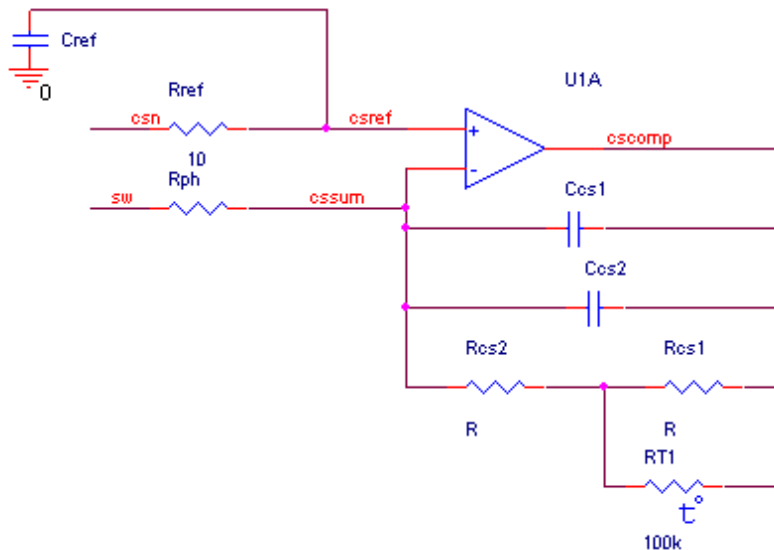 Cref
0
Rref
U1A
csn
csref
cscomp
10
Rph
sw
cssum
Ccs1
Ccs2
Rcs2
Rcs1
R
R
RT1
t°
100k
+
-